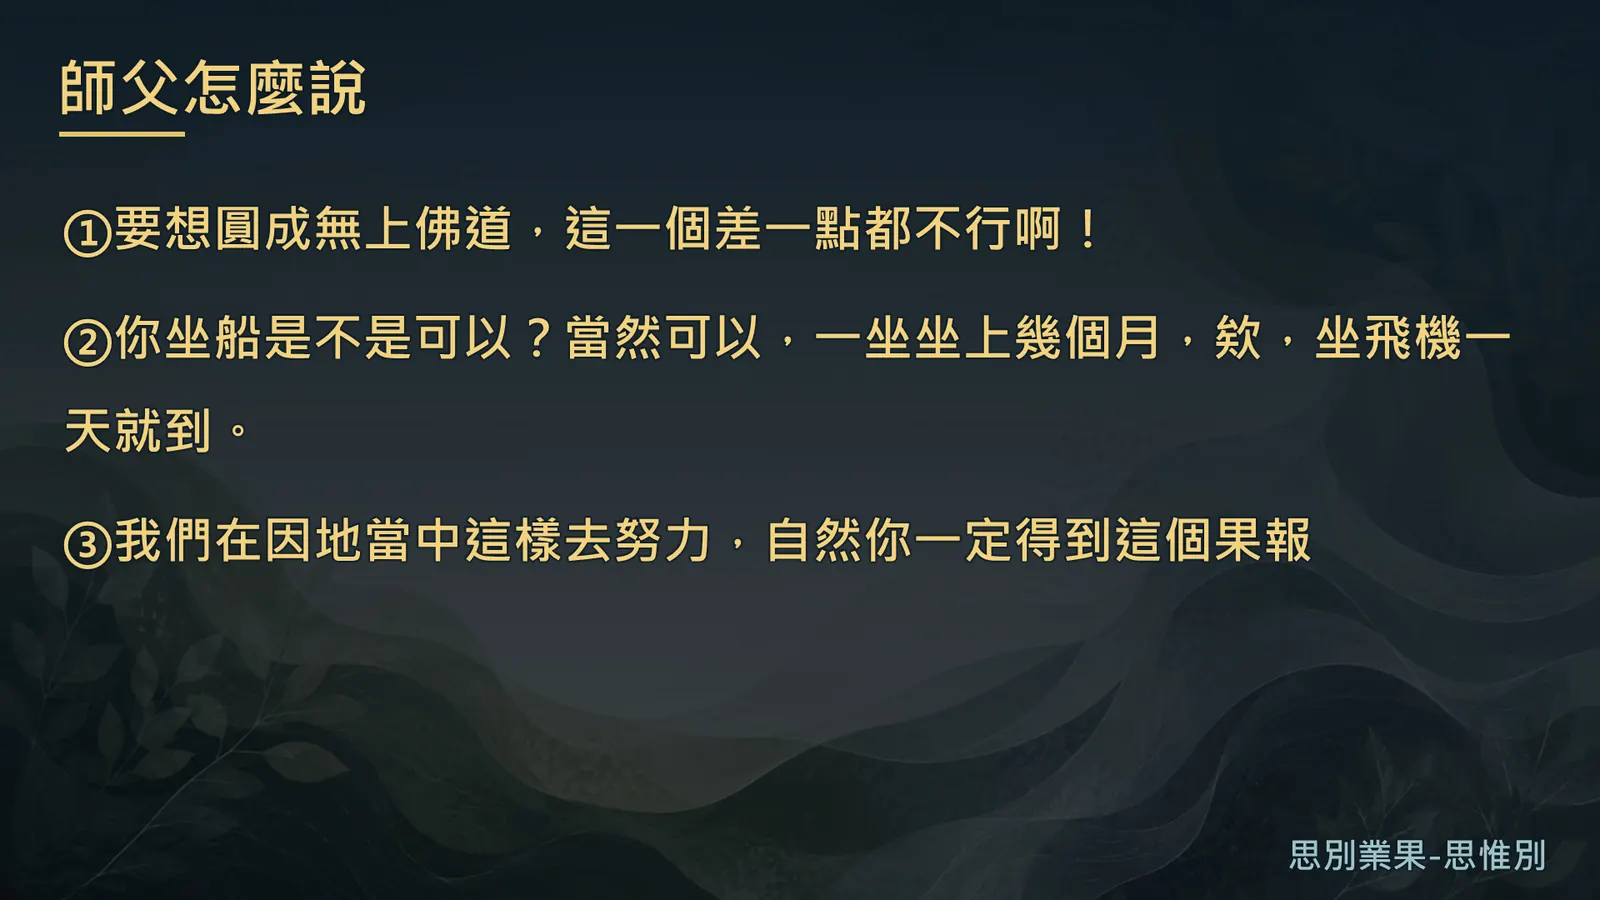 師父怎麼說
①要想圓成無上佛道，這一個差一點都不行啊！
②你坐船是不是可以？當然可以，一坐坐上幾個月，欸，坐飛機一
天就到。
③我們在因地當中這樣去努力，自然你一定得到這個果報
思別業果-思惟別